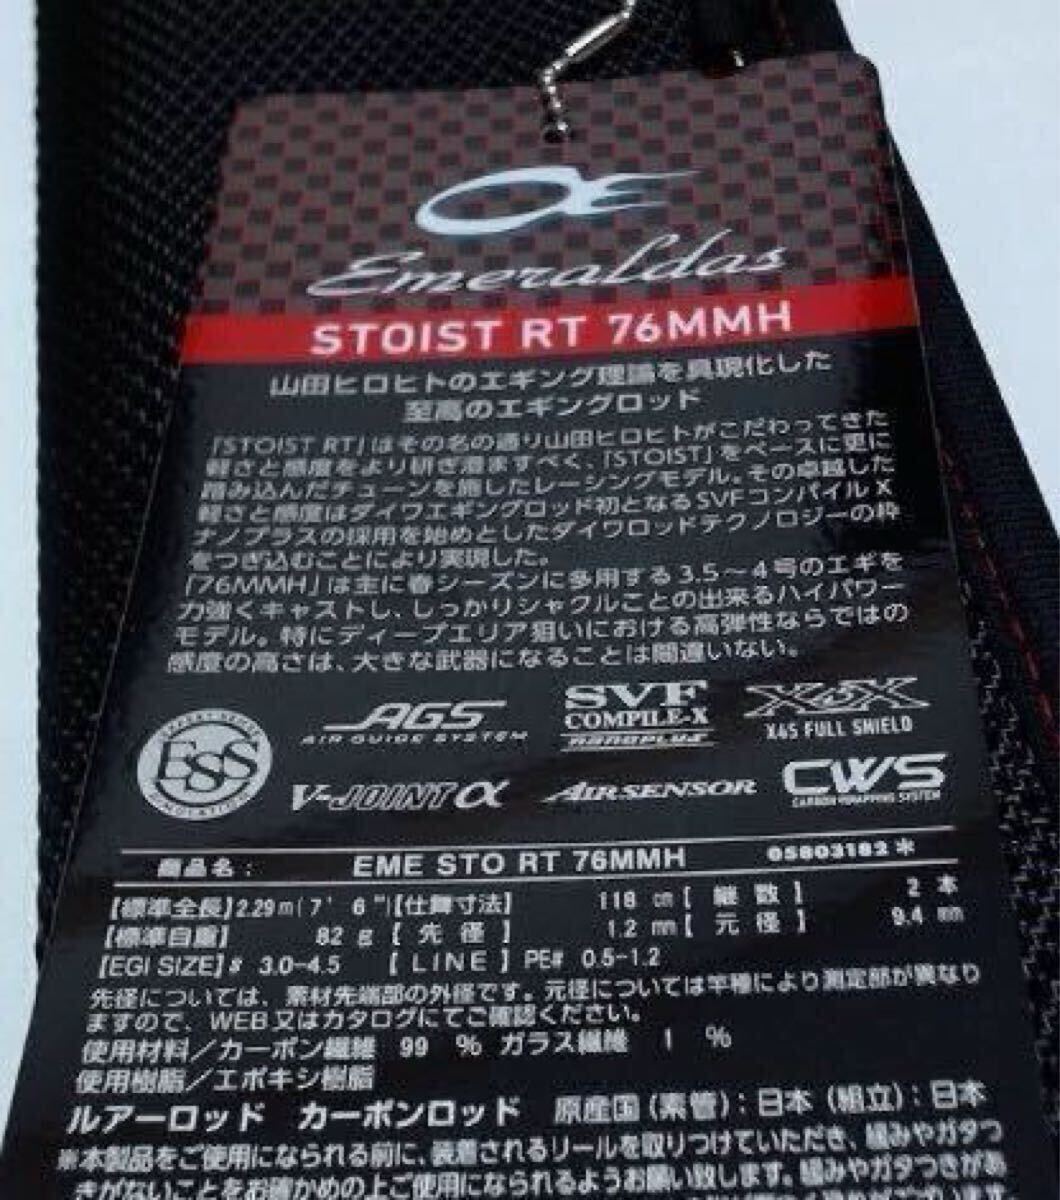 Emeraldas
STOIST RT 76MMH
山田ヒロヒトのエギング理論を具現化した
至高のエギングロッド
「STOIST RT」はその名の通り山田ヒロヒトがこだわってきた
軽さと感度をより研ぎ澄ますべく、「STOIST」をベースに更に
踏み込んだチューンを施したレーシングモデル。その卓越した
軽さと感度はダイワエギングロッド初となるSVFコンパイルX
ナノプラスの採用を始めとしたダイワロッドテクノロジーの粋
をつぎ込むことにより実現した。
「76MMH」は主に春シーズンに多用する3.5〜4号のエギを
力強くキャストし、しっかりシャクルことの出来るハイパワー
モデル。特にディープエリア狙いにおける高弾性ならではの
感度の高さは、大きな武器になることは間違いない。
ESS
AGS
AIR GUIDE SYSTEM
SVF
COMPILE-X
nanoplus
X45X
X45 FULL SHIELD
V-JOINT α
AIRSENSOR
CWS
CARBON WRAPPING SYSTEM
商品名: EME STO RT 76MMH 05803182*
【標準全長】2.29m(7' 6")【仕舞寸法】 118 cm【 継 数 】 2 本
【標準自重】 82 g 【 先 径 】 1.2 mm【 元 径 】 9.4 mm
【EGI SIZE】# 3.0-4.5 【 LINE 】 PE# 0.5-1.2
先径については、素材先端部の外径です。元径については竿種により測定部が異なり
ますので、WEB又はカタログにてご確認ください。
使用材料/カーボン繊維 99 % ガラス繊維 1 %
使用樹脂/エポキシ樹脂
ルアーロッド カーボンロッド 原産国(素管):日本(組立):日本
※本製品をご使用になられる前に、装着されるリールを取りつけていただき、緩みやガタつ
きがないことをお確かめの上ご使用になられるようお願い致します。緩みやガタつきがあ